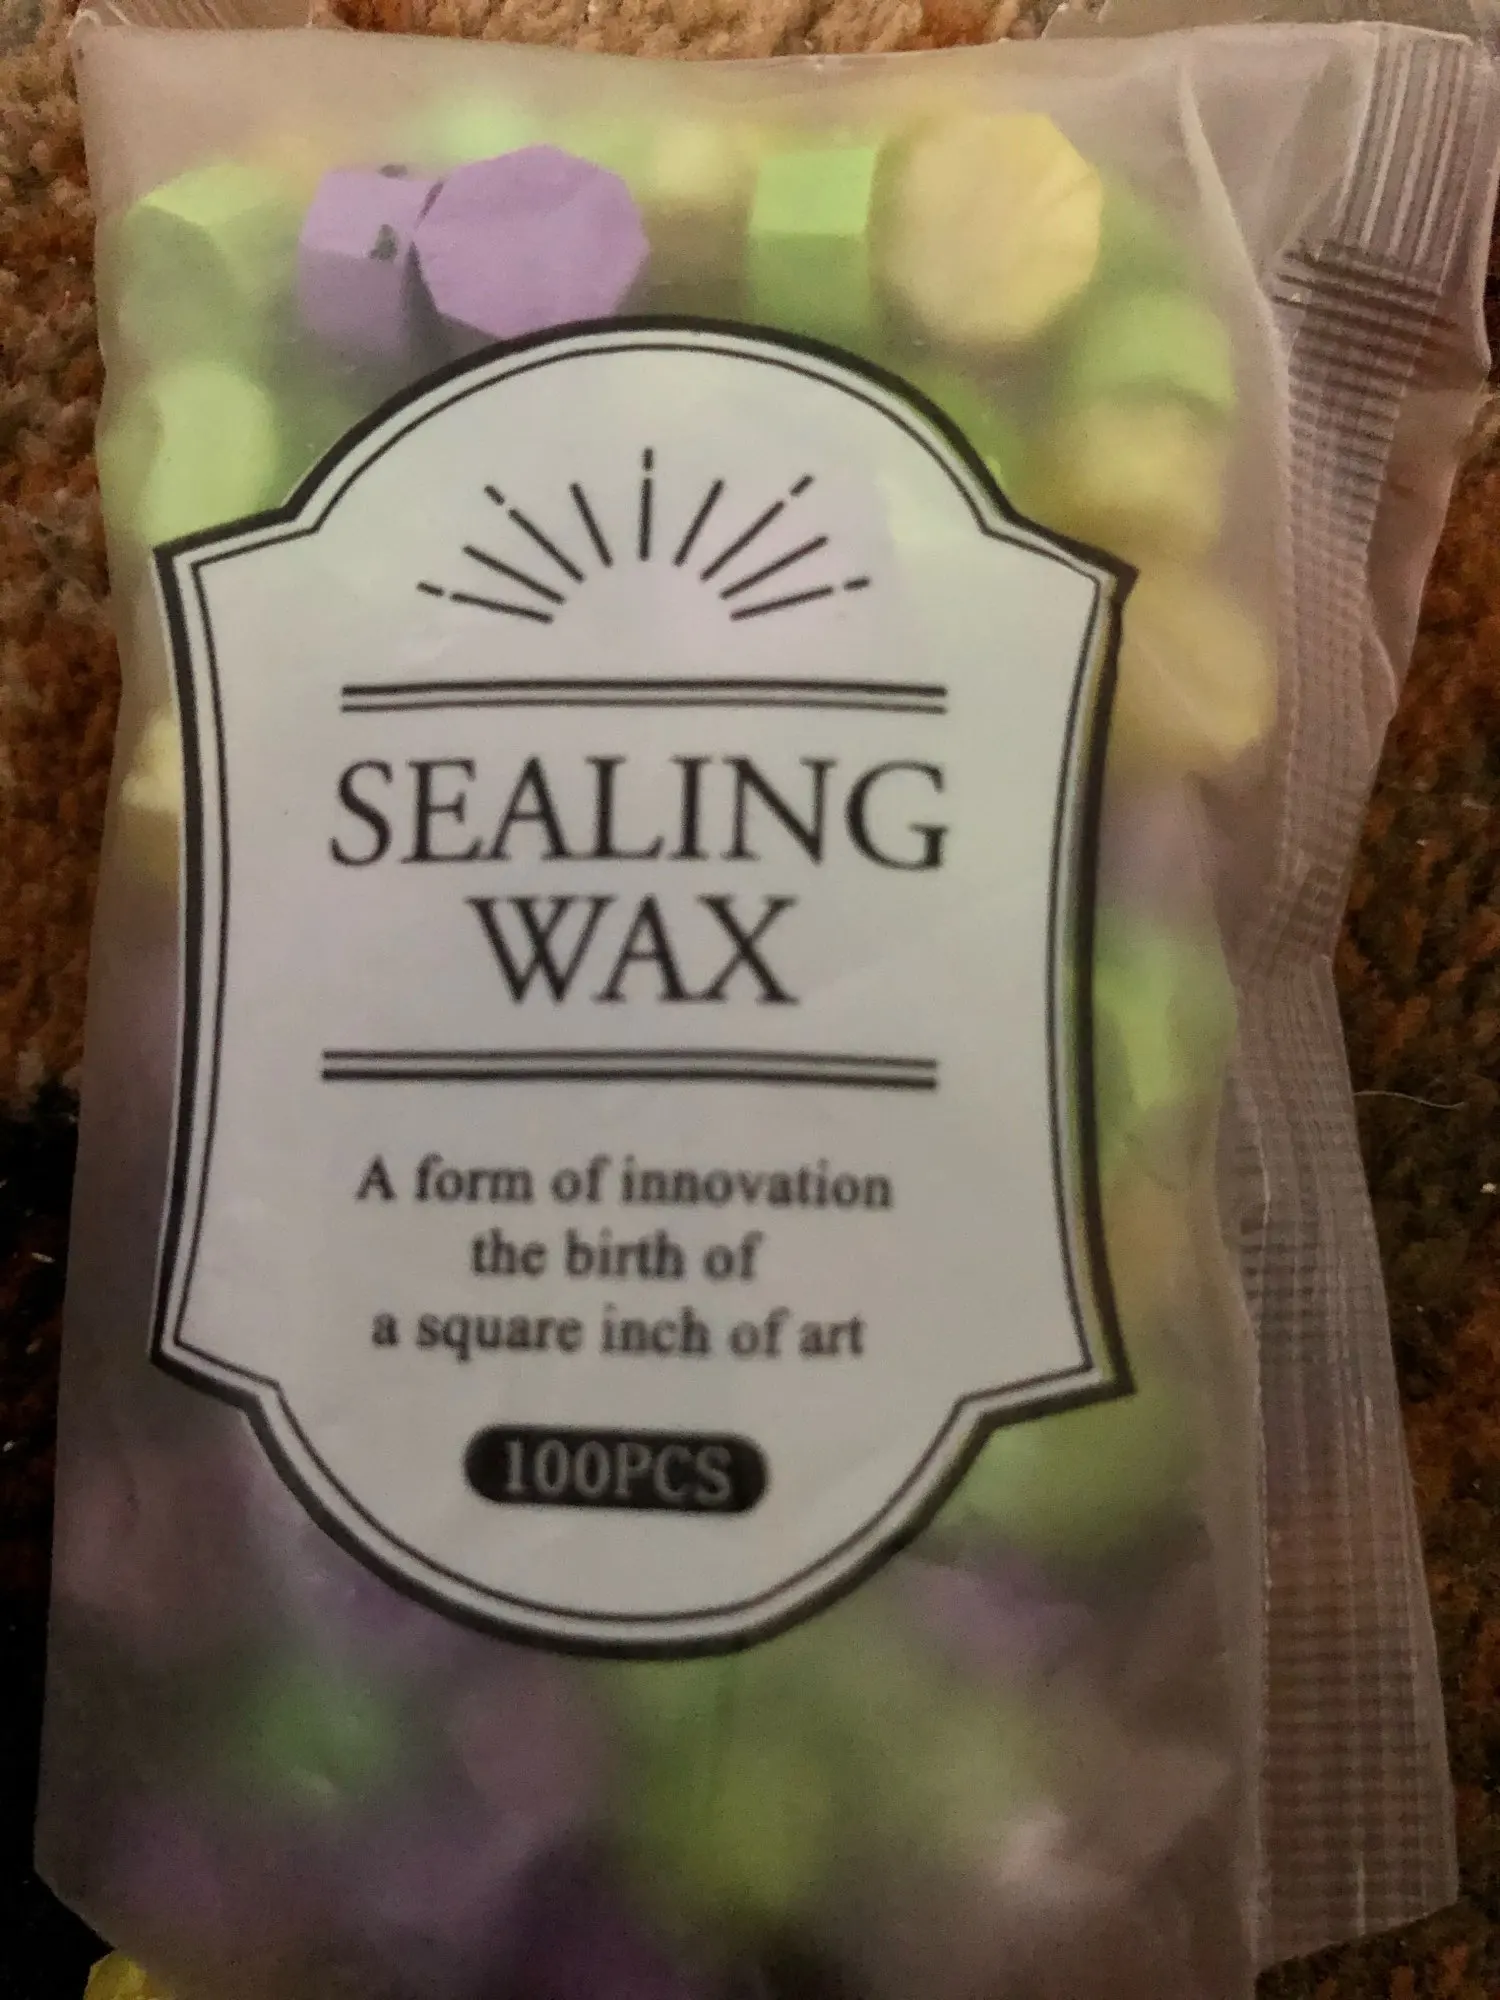 SEALING
WAX
A form of innovation
the birth of
a square inch of art
100PCS